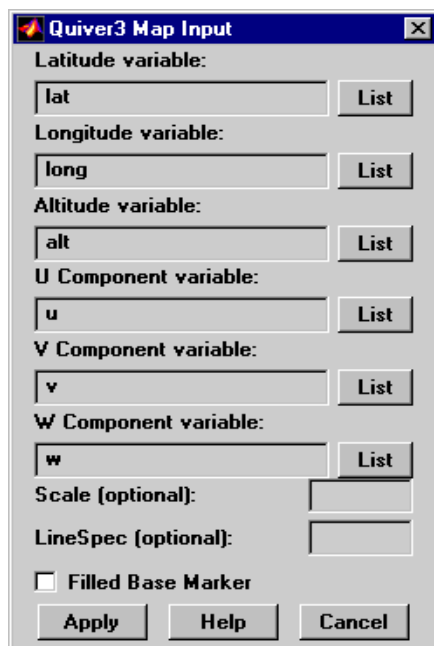 Quiver3 Map Input
Latitude variable:
lat List
Longitude variable:
long List
Altitude variable:
alt List
U Component variable:
u List
V Component variable:
v List
W Component variable:
w List
Scale (optional):
LineSpec (optional):
Filled Base Marker
Apply Help Cancel